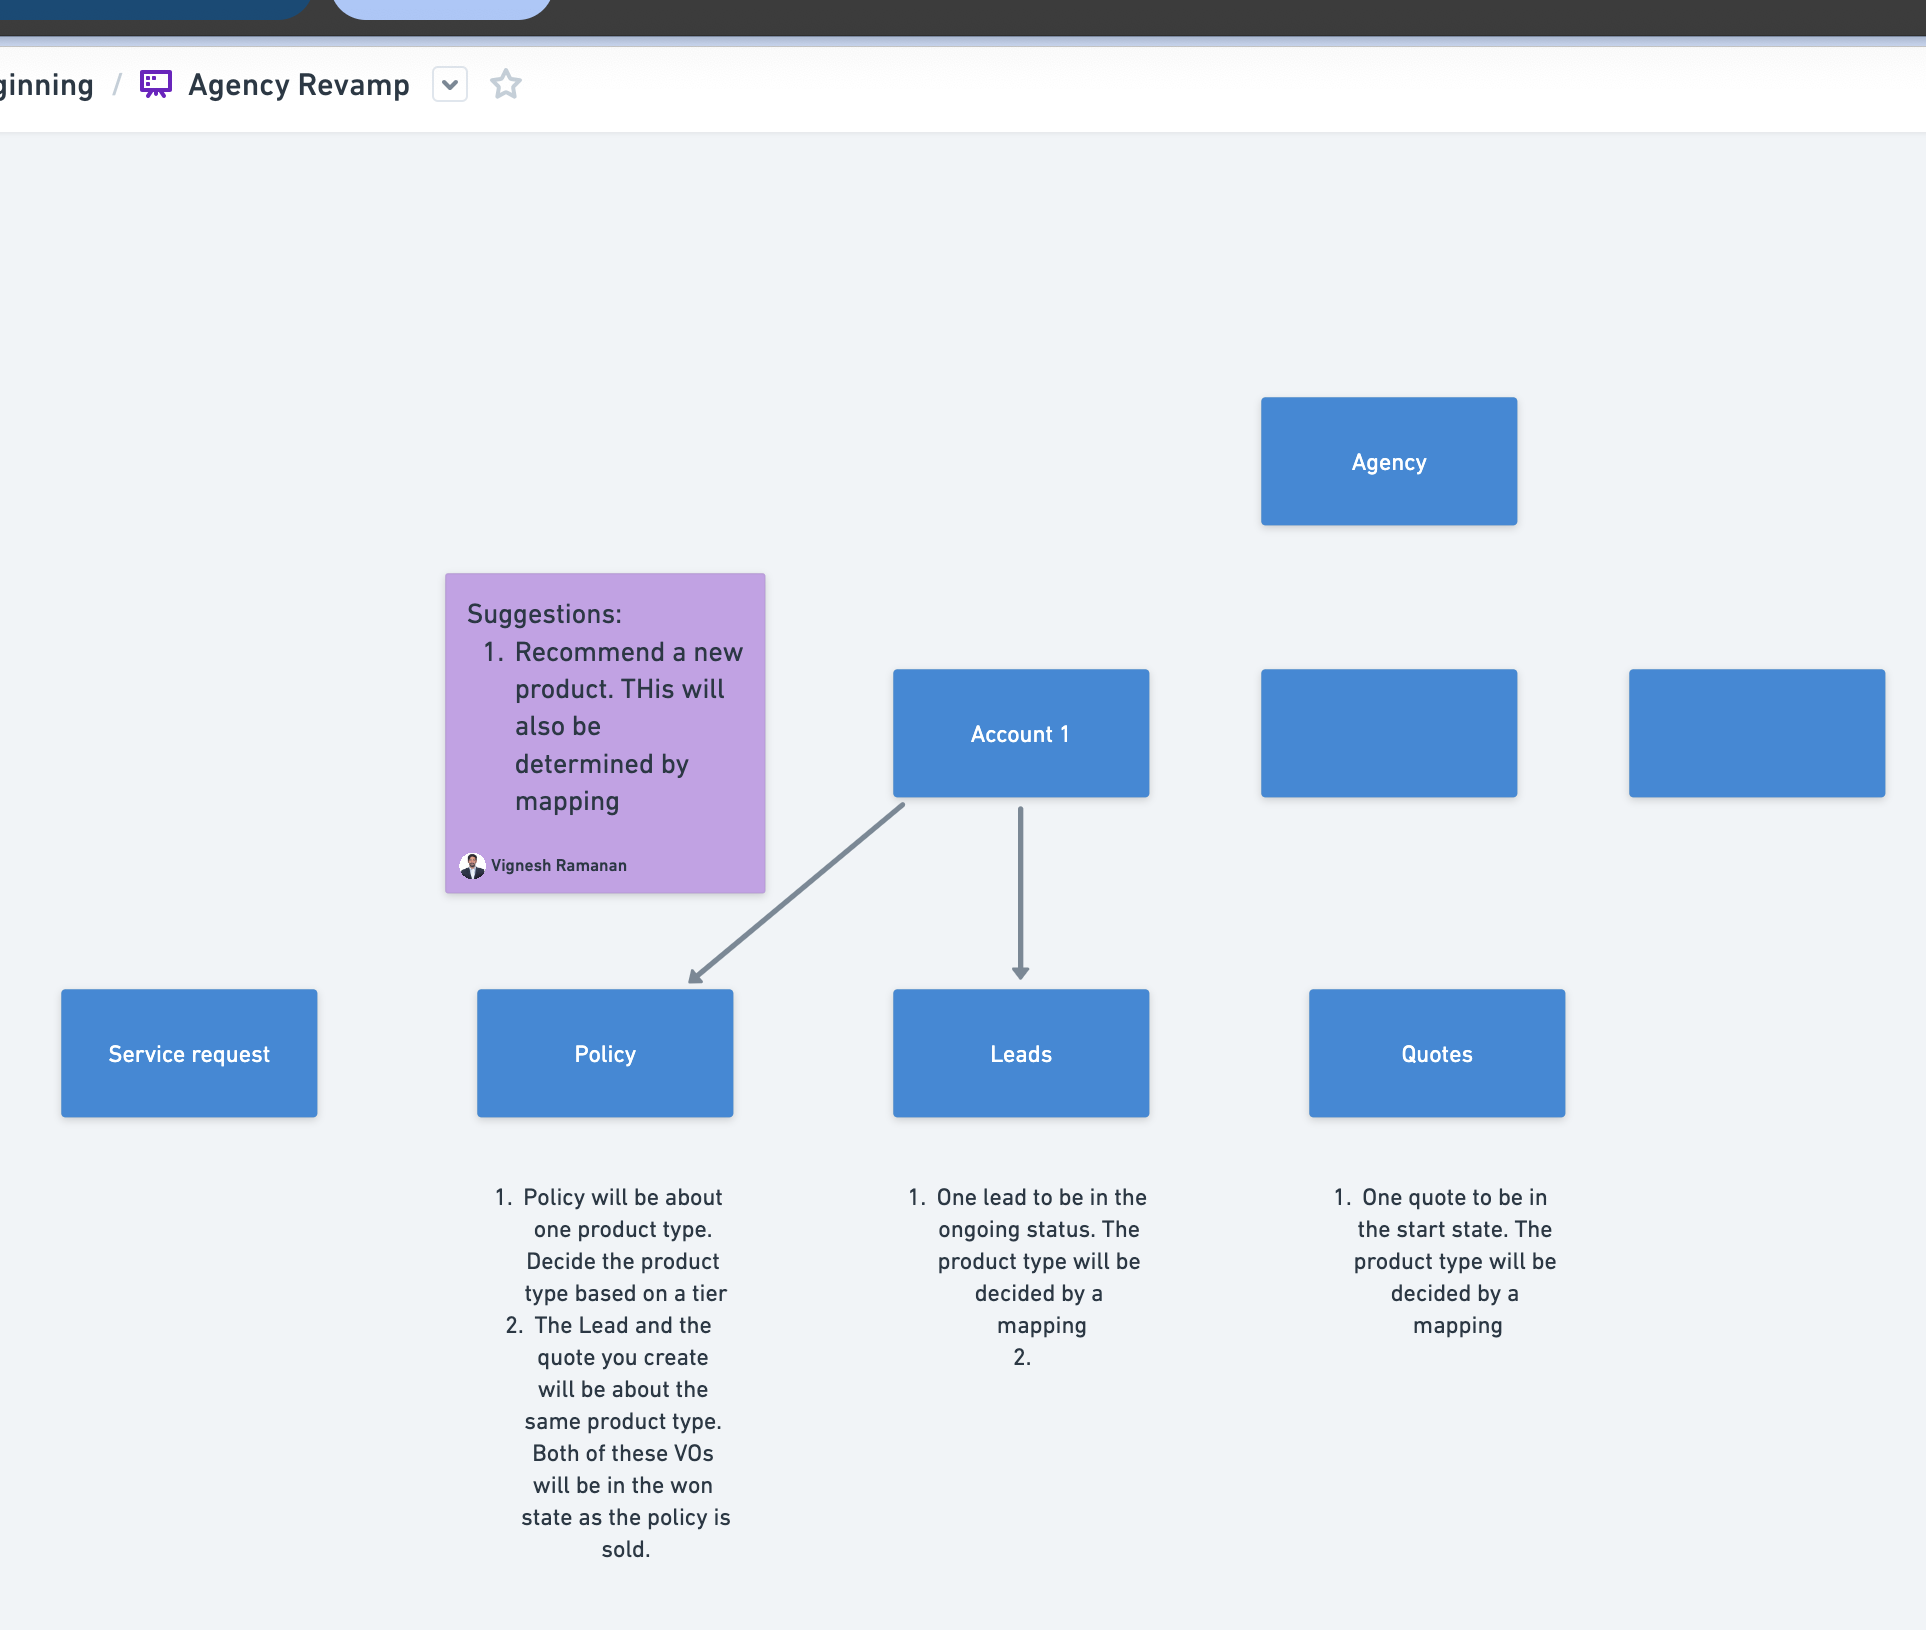 ginning / Agency Revamp
Agency
Suggestions:
1. Recommend a new
product. THis will
also be
determined by
mapping
Vignesh Ramanan
Account 1
Service request
Policy
Leads
Quotes
1. Policy will be about
one product type.
Decide the product
type based on a tier
2. The Lead and the
quote you create
will be about the
same product type.
Both of these VOs
will be in the won
state as the policy is
sold.
1. One lead to be in the
ongoing status. The
product type will be
decided by a
mapping
2.
1. One quote to be in
the start state. The
product type will be
decided by a
mapping